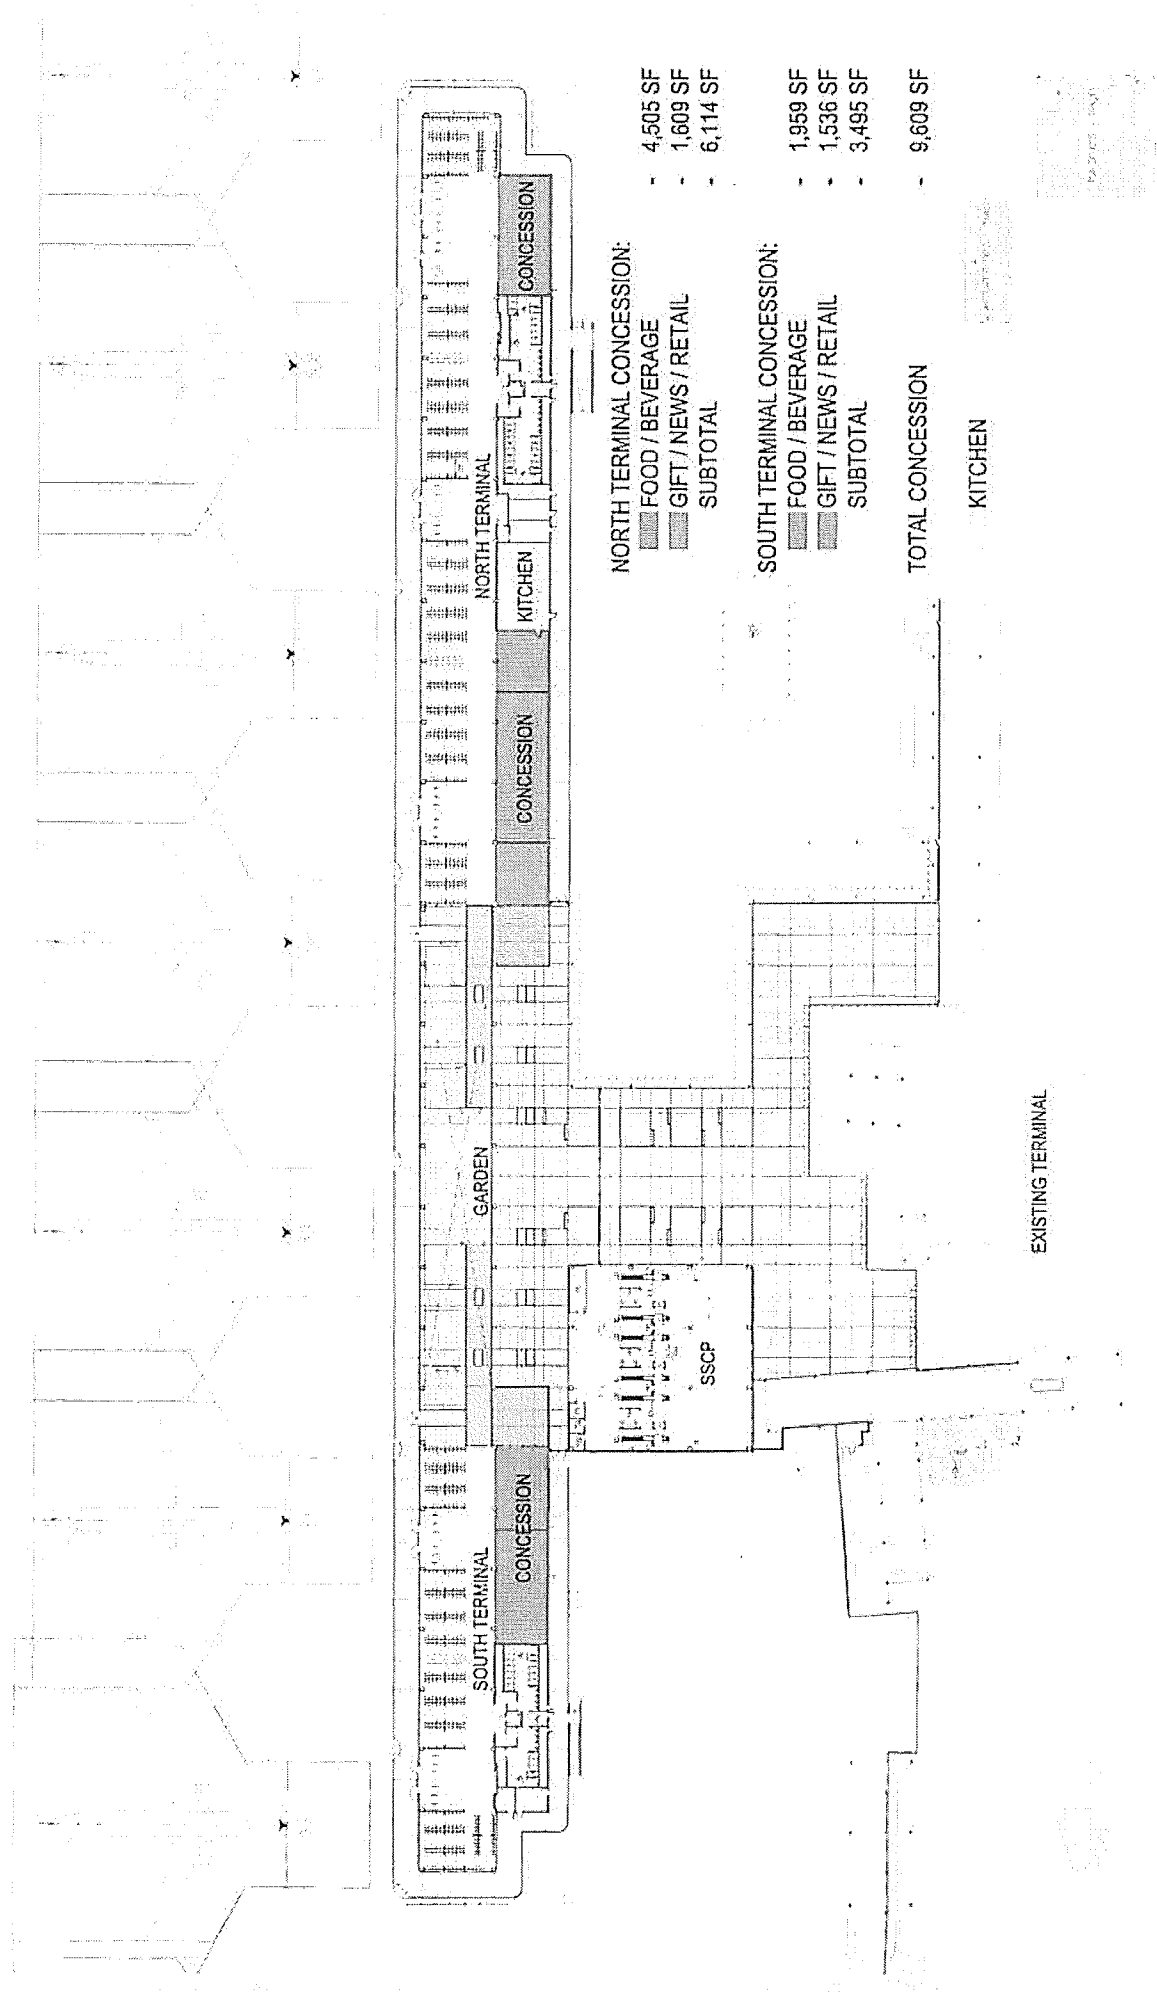 NORTH TERMINAL
CONCESSION
KITCHEN
CONCESSION
GARDEN
SOUTH TERMINAL
CONCESSION
SSCP
EXISTING TERMINAL
NORTH TERMINAL CONCESSION:
FOOD / BEVERAGE - 4,505 SF
GIFT / NEWS / RETAIL - 1,609 SF
SUBTOTAL - 6,114 SF
SOUTH TERMINAL CONCESSION:
FOOD / BEVERAGE - 1,959 SF
GIFT / NEWS / RETAIL - 1,536 SF
SUBTOTAL - 3,495 SF
TOTAL CONCESSION - 9,609 SF
KITCHEN